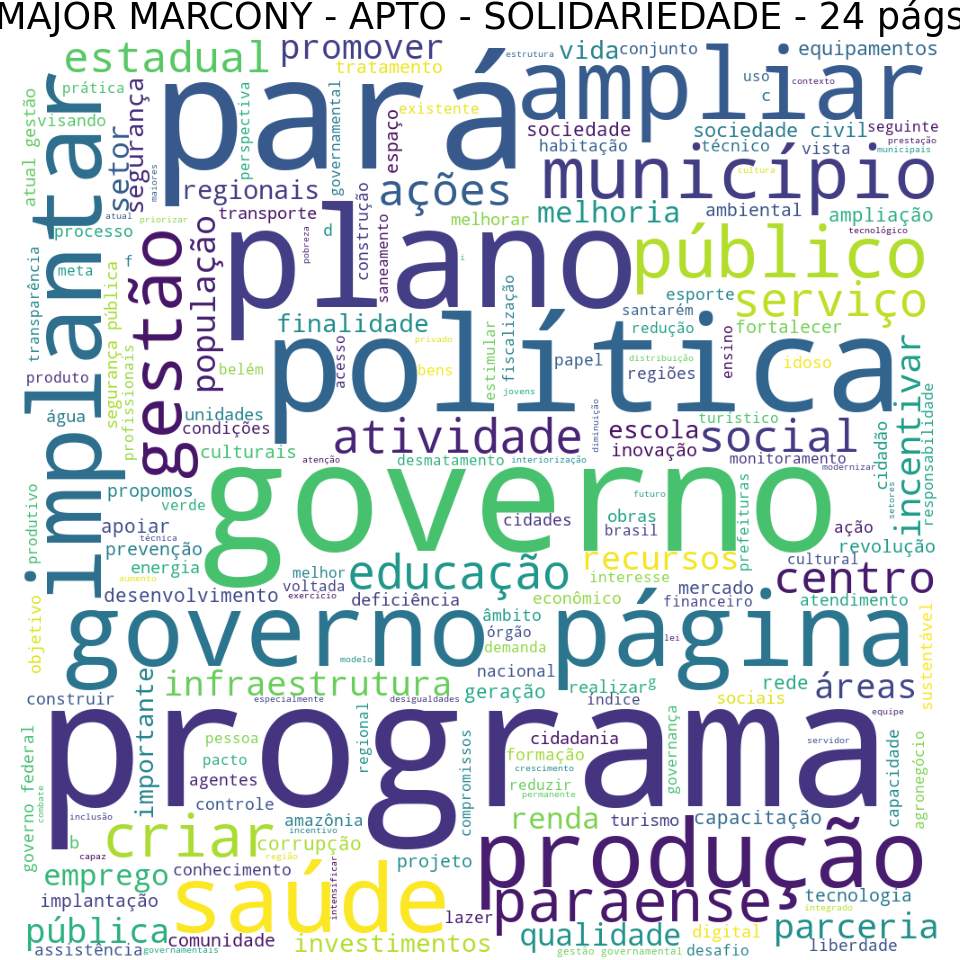 MAJOR MARCONY - APTO - SOLIDARIEDADE - 24 págs
estadual
promover
estrutura
vida
conjunto
equipamentos
prática
tratamento
pará
ampliar
uso
contexto
c
visando
segurança
perspectiva
governamental
existente
espaço
sociedade
sociedade civil
seguinte
prestação
habitação
técnico
vista
municipais
atual gestão
implantar
setor
maiores
regionais
ações
município
cultura
atual
priorizar
transporte
melhorar
melhoria
ambiental
ampliação
tecnológico
processo
gestão
população
plano
pobreza
d
construção
saneamento
público
i
transparência
meta
f
segurança pública
esporte
serviço
santarém
finalidade
política
fiscalização
redução
fortalecer
privado
estimular
papel
distribuição
regiões
ensino
idoso
produto
belém
acesso
bens
jovens
profissionais
água
unidades
condições
culturais
atividade
diminuição
turístico
escola
social
inovação
incentivar
cidadão
responsabilidade
atenção
desmatamento
interiorização
monitoramento
modernizar
setores
propomos
verde
governo
futuro
prefeituras
produtivo
apoiar
técnica
cidades
obras
brasil
ação
prevenção
revolução
energia
melhor
educação
recursos
cultural
aumento
voltada
interesse
mercado
centro
desenvolvimento
exercício
deficiência
econômico
financeiro
atendimento
objetivo
governo
âmbito
órgão
demanda
página
lei
sustentável
modelo
nacional
infraestrutura
geração
realizar
g
rede
áreas
construir
importante
especialmente
desigualdades
índice
sociais
equipe
programa
pessoa
regional
cidadania
governança
servidor
pacto
compromissos
formação
crescimento
agentes
reduzir
permanente
capacidade
agronegócio
governo federal
combate
controle
inclusão
amazônia
incentivo
renda
turismo
capacitação
b
criar
corrupção
produção
capaz
região
projeto
emprego
saúde
conhecimento
intensificar
paraense
tecnologia
implantação
integrado
lazer
pública
comunidade
investimentos
qualidade
digital
parceria
assistência
governamentais
gestão governamental
desafio
liberdade